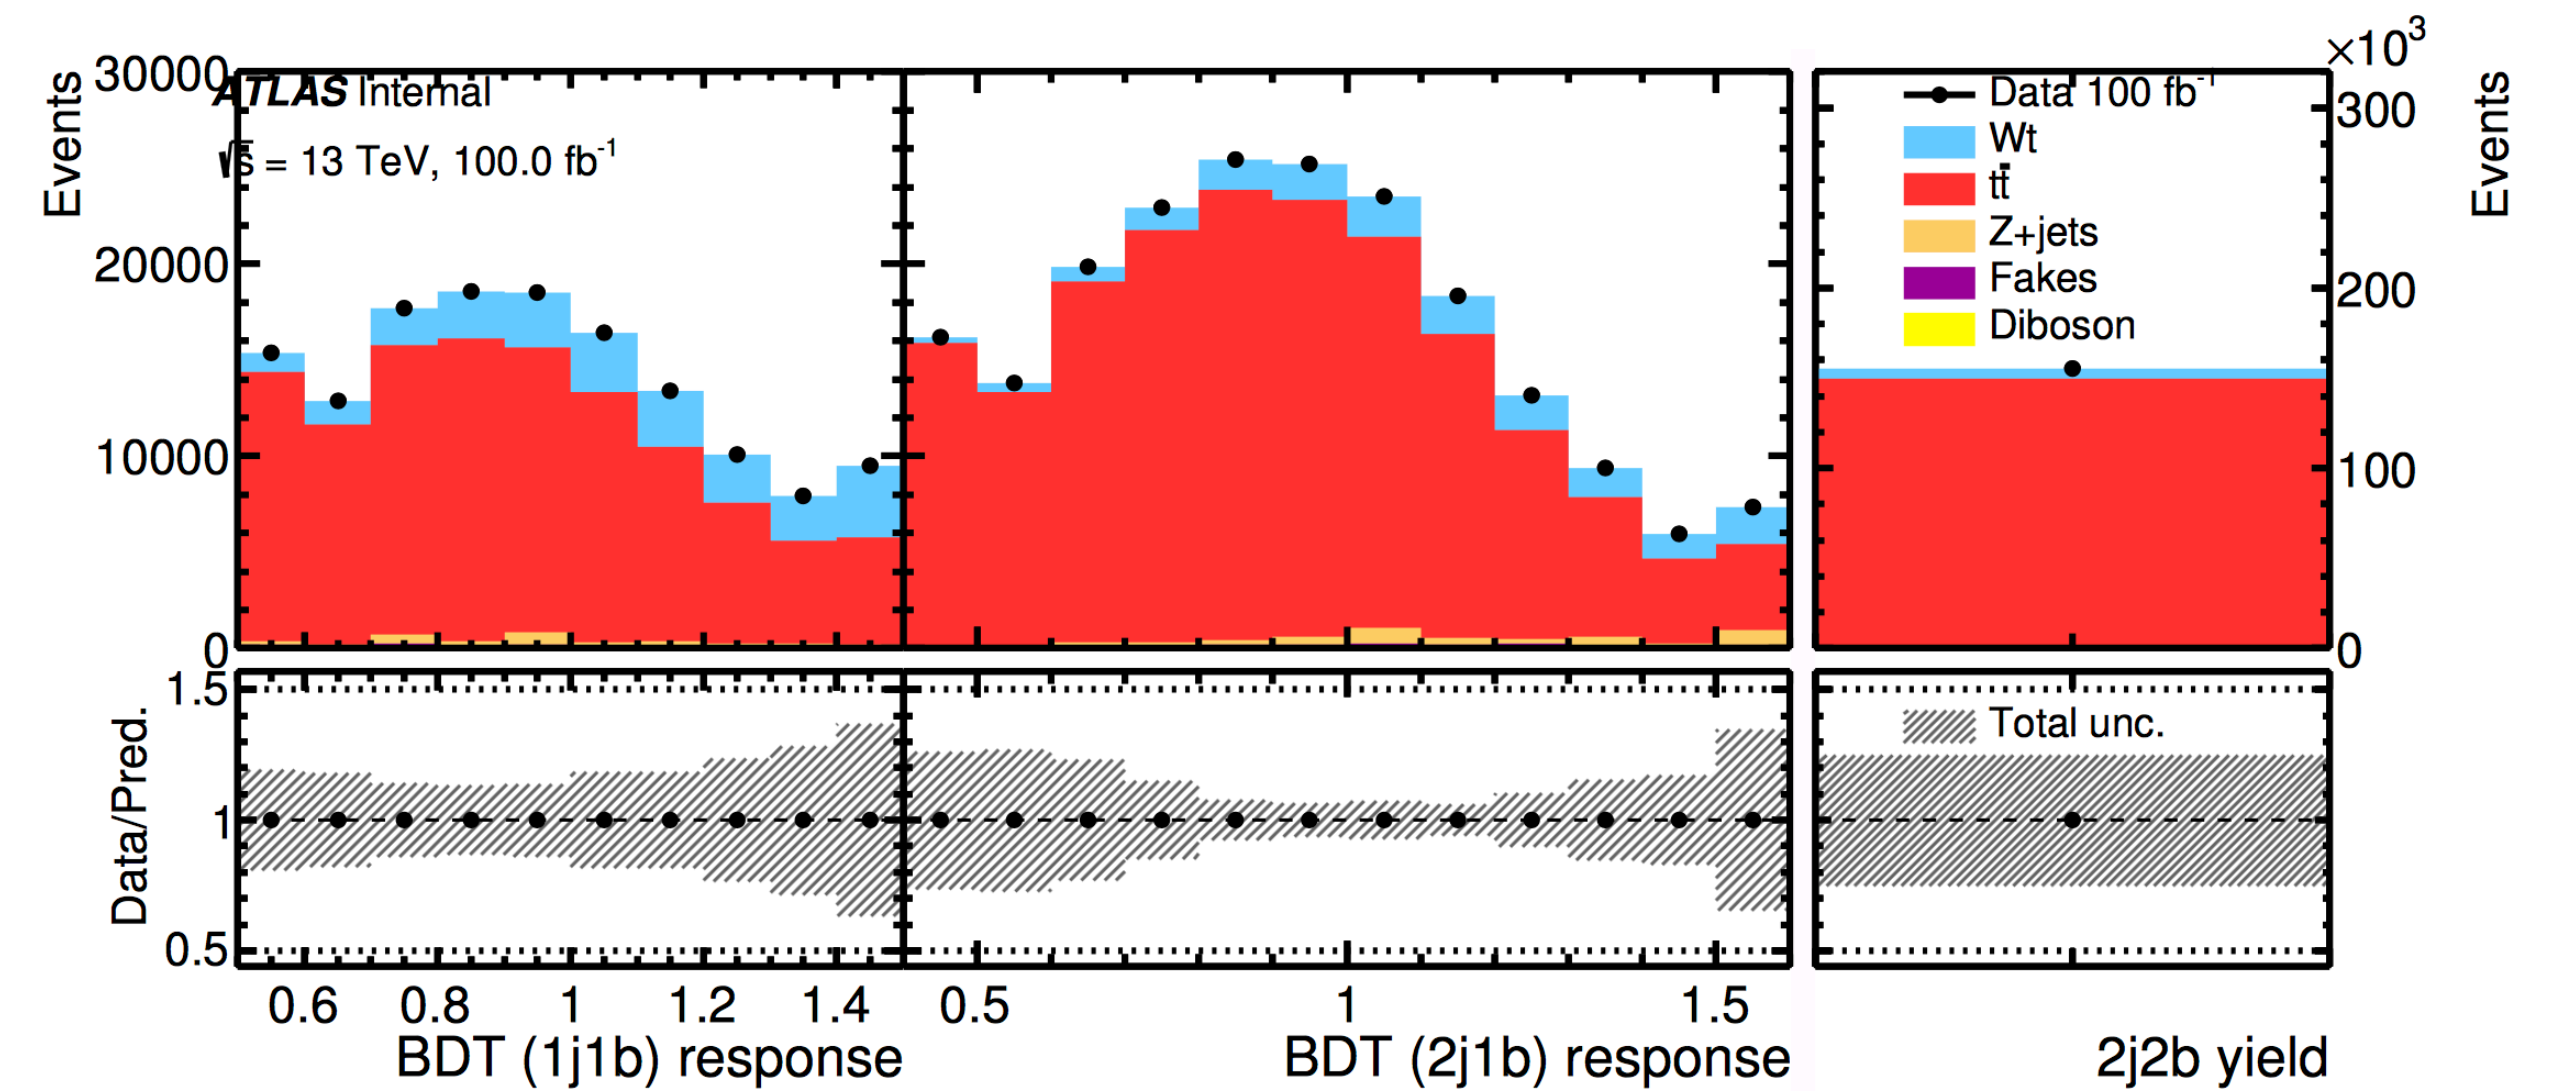 ×10³
Events
30000
20000
10000
0
ATLAS Internal
√s = 13 TeV, 100.0 fb⁻¹
Data 100 fb⁻¹
Wt
tt̄
Z+jets
Fakes
Diboson
300
200
100
0
Events
Data/Pred.
1.5
1
0.5
Total unc.
0.6 0.8 1 1.2 1.4 0.5 1 1.5
BDT (1j1b) response BDT (2j1b) response 2j2b yield